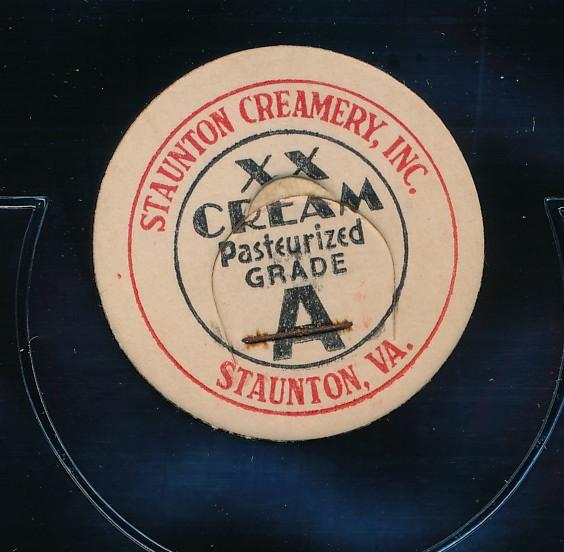 STAUNTON CREAMERY, INC.
XX
CREAM
Pasteurized
GRADE
A
STAUNTON, VA.